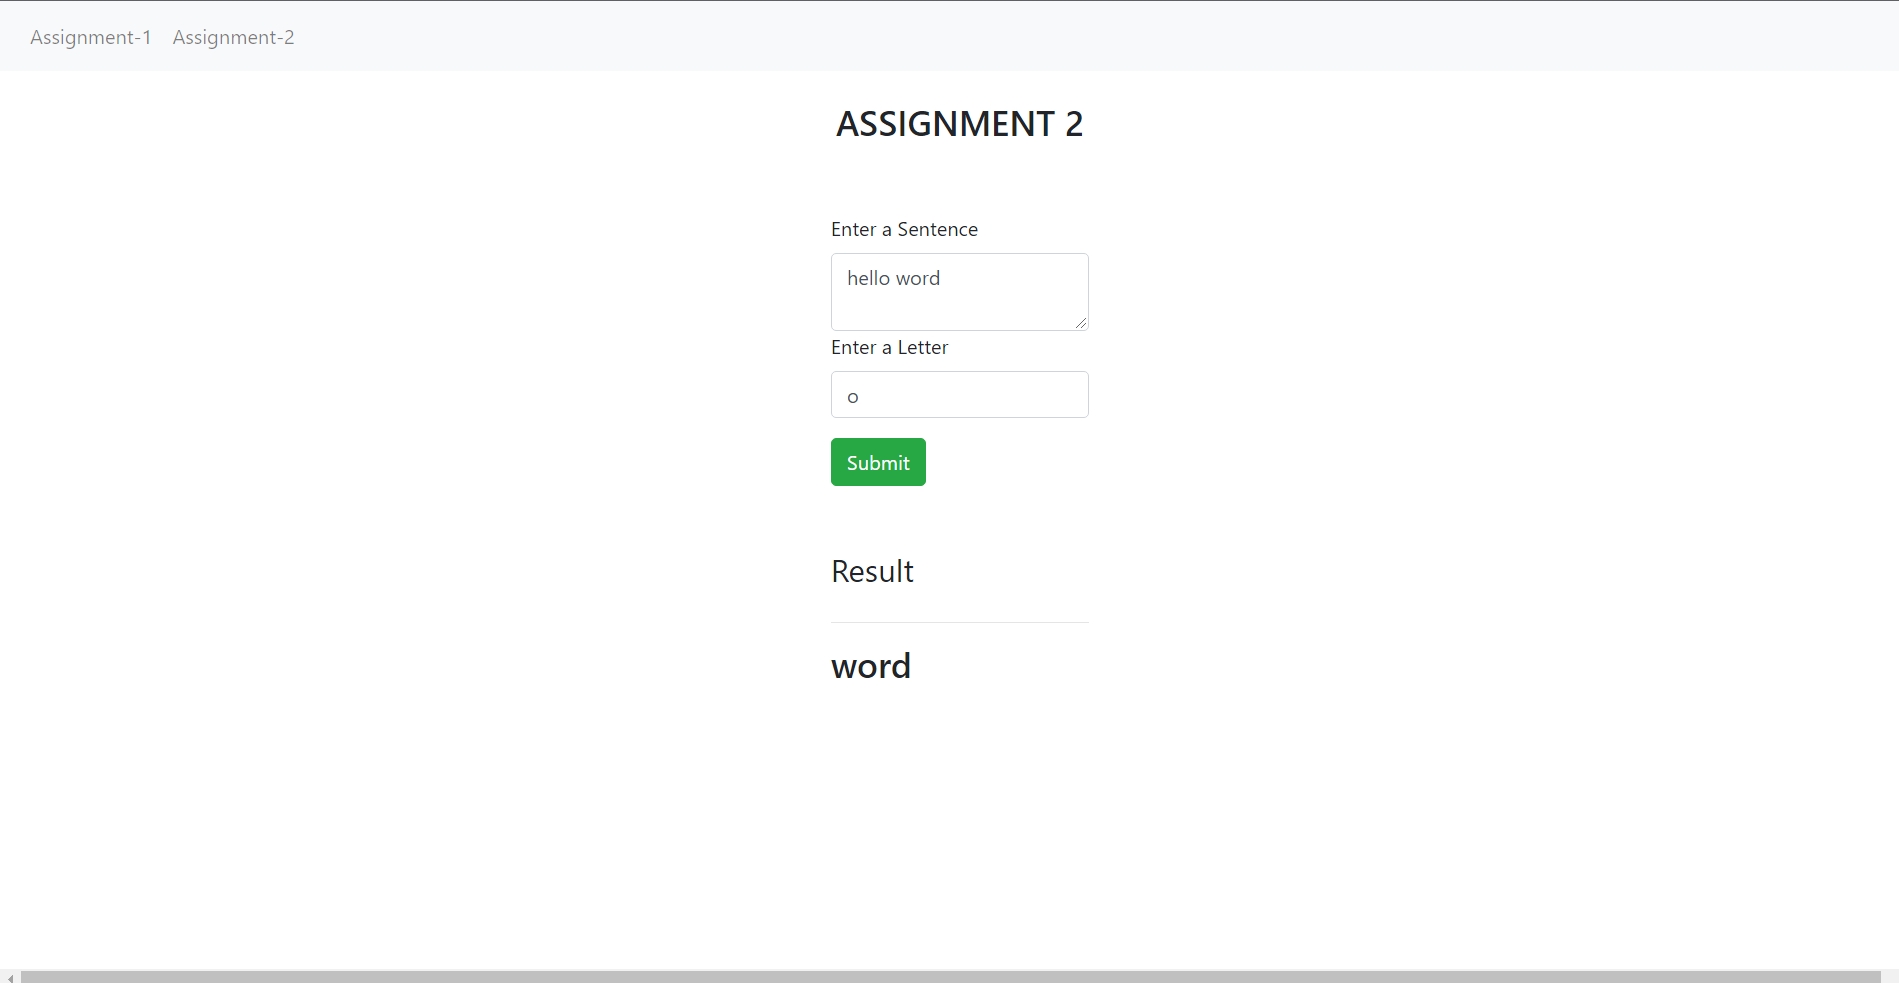 Assignment-1 Assignment-2
ASSIGNMENT 2
Enter a Sentence
hello word
Enter a Letter
o
Submit
Result
word